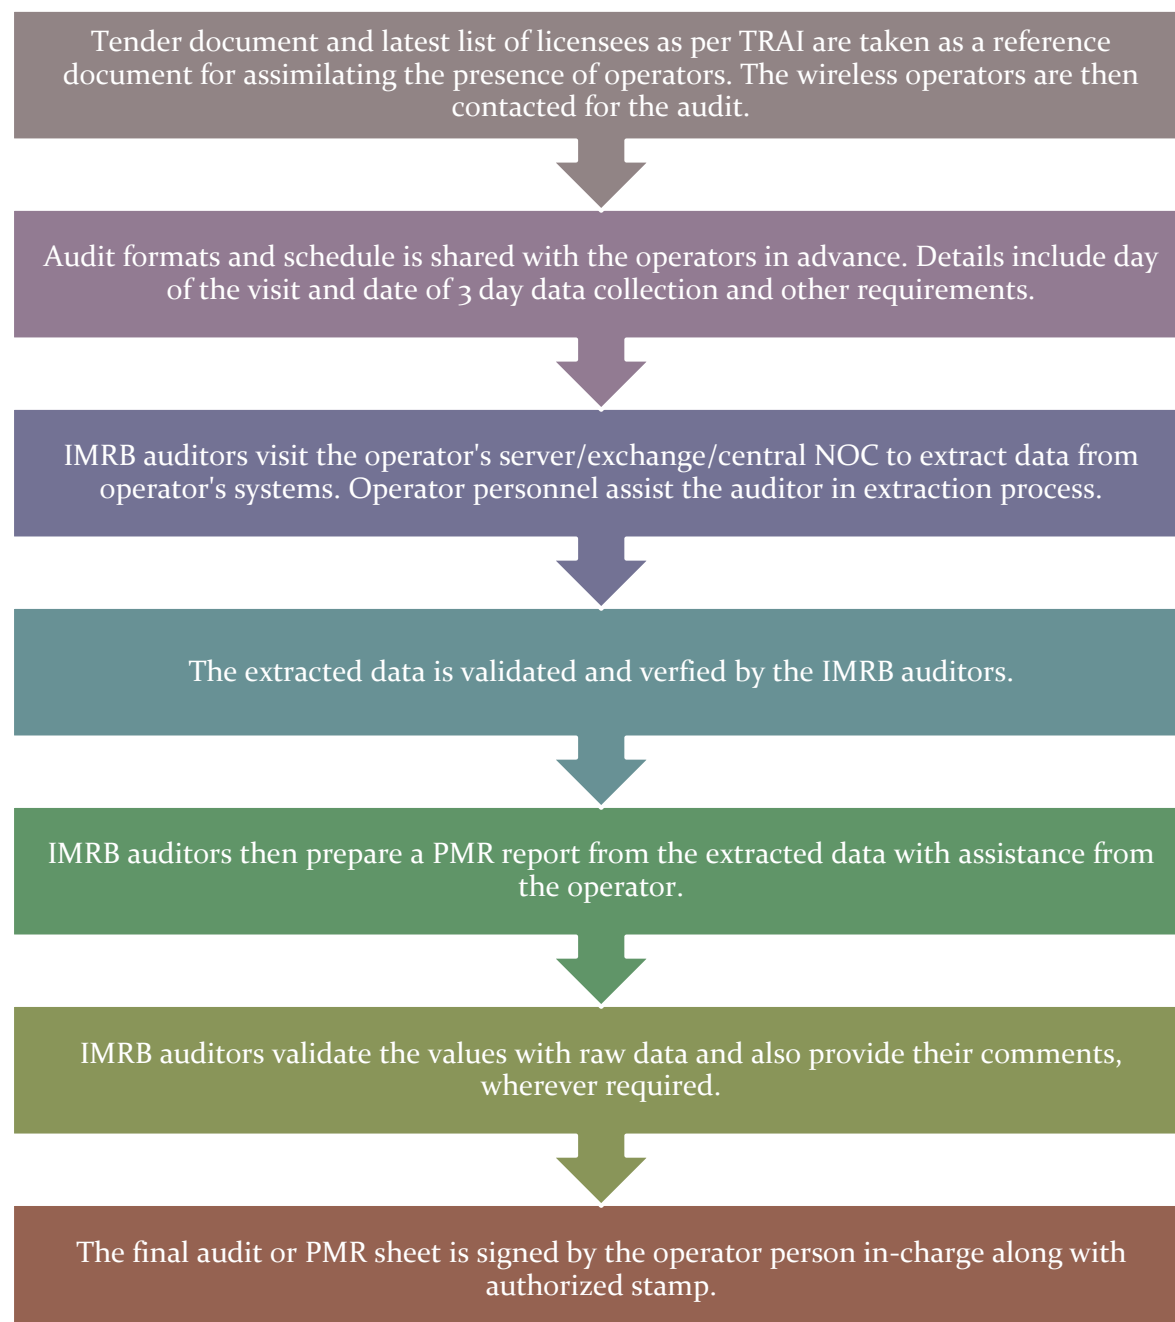 Tender document and latest list of licensees as per TRAI are taken as a reference
document for assimilating the presence of operators. The wireless operators are then
contacted for the audit.
Audit formats and schedule is shared with the operators in advance. Details include day
of the visit and date of 3 day data collection and other requirements.
IMRB auditors visit the operator's server/exchange/central NOC to extract data from
operator's systems. Operator personnel assist the auditor in extraction process.
The extracted data is validated and verfied by the IMRB auditors.
IMRB auditors then prepare a PMR report from the extracted data with assistance from
the operator.
IMRB auditors validate the values with raw data and also provide their comments,
wherever required.
The final audit or PMR sheet is signed by the operator person in-charge along with
authorized stamp.